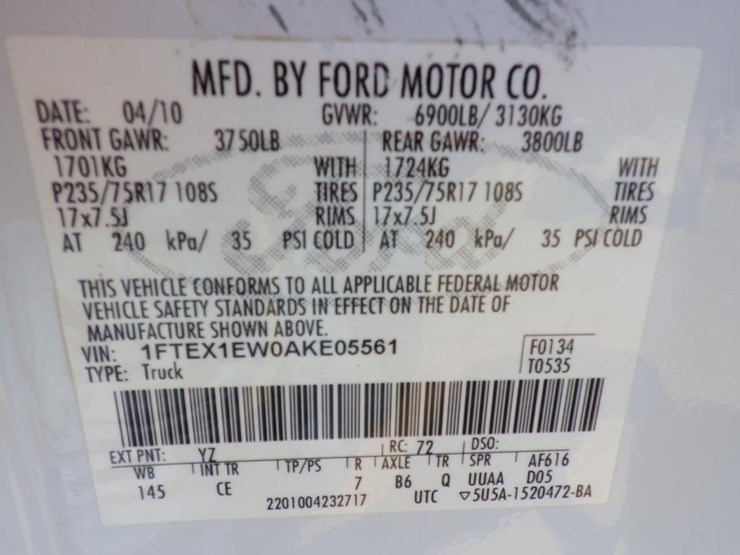 MFD. BY FORD MOTOR CO.
DATE: 04/10 GVWR: 6900LB/ 3130KG
FRONT GAWR: 3750LB REAR GAWR: 3800LB
1701KG WITH 1724KG WITH
P235/75R17 108S TIRES P235/75R17 108S TIRES
17x7.5J RIMS 17x7.5J RIMS
AT 240 kPa/ 35 PSI COLD AT 240 kPa/ 35 PSI COLD
THIS VEHICLE CONFORMS TO ALL APPLICABLE FEDERAL MOTOR
VEHICLE SAFETY STANDARDS IN EFFECT ON THE DATE OF
MANUFACTURE SHOWN ABOVE.
VIN: 1FTEX1EW0AKE05561 F0134
TYPE: Truck T0535
EXT PNT: YZ RC: 72 DSO:
WB INT TR TP/PS R AXLE TR SPR AF616
145 CE 7 B6 Q UUAA D05
2201004232717 UTC ▽5U5A-1520472-BA